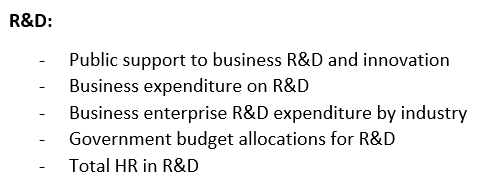 R&D:
- Public support to business R&D and innovation
- Business expenditure on R&D
- Business enterprise R&D expenditure by industry
- Government budget allocations for R&D
- Total HR in R&D